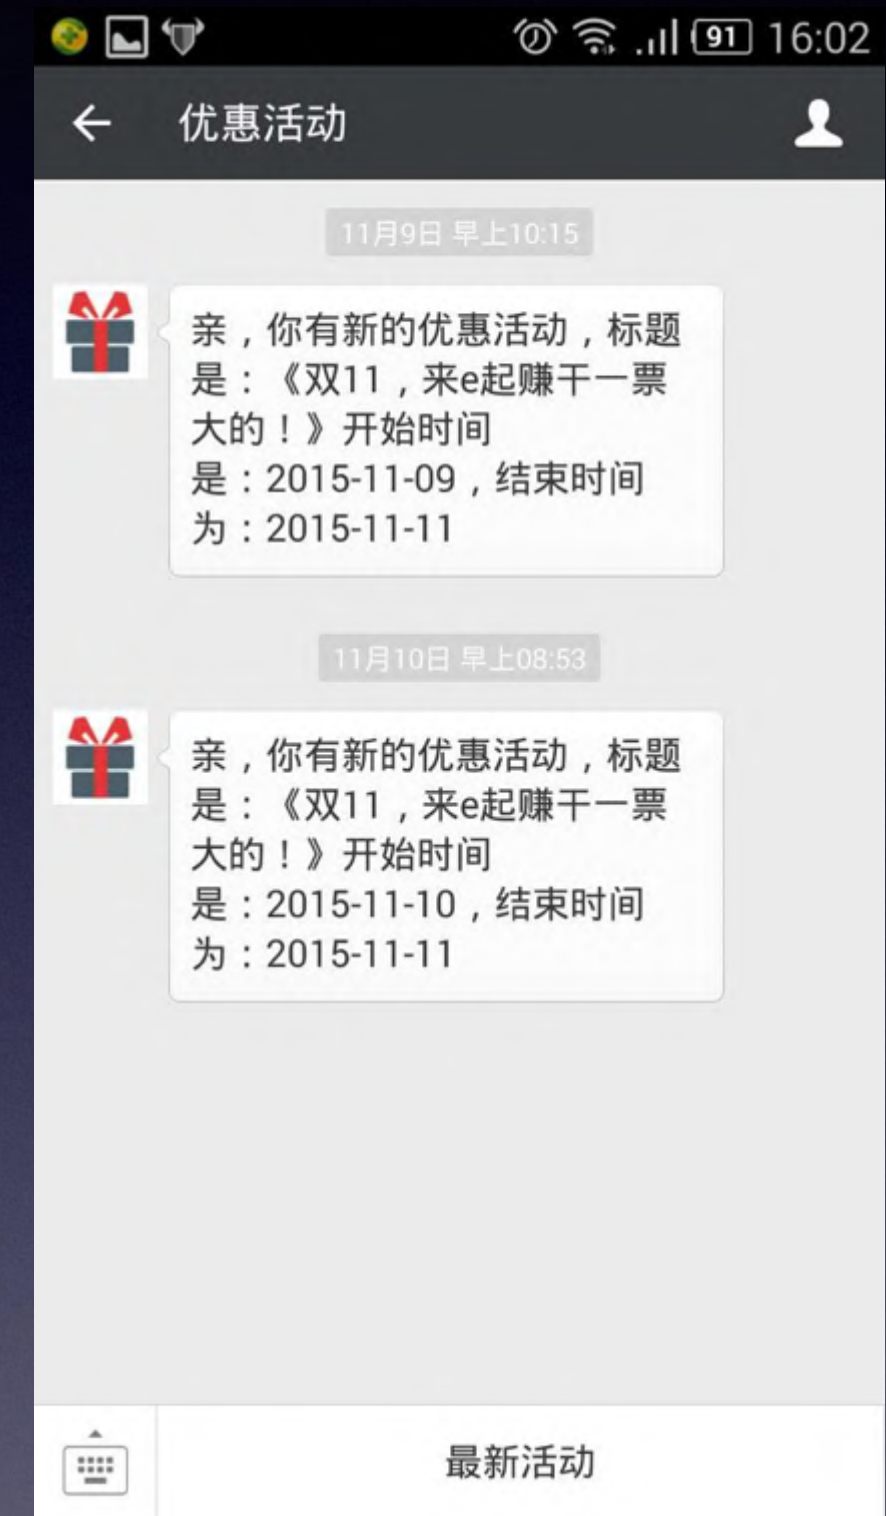 91 16:02
优惠活动
11月9日 早上10:15
亲，你有新的优惠活动，标题
是：《双11，来e起赚干一票
大的！》开始时间
是：2015-11-09，结束时间
为：2015-11-11
11月10日 早上08:53
亲，你有新的优惠活动，标题
是：《双11，来e起赚干一票
大的！》开始时间
是：2015-11-10，结束时间
为：2015-11-11
最新活动